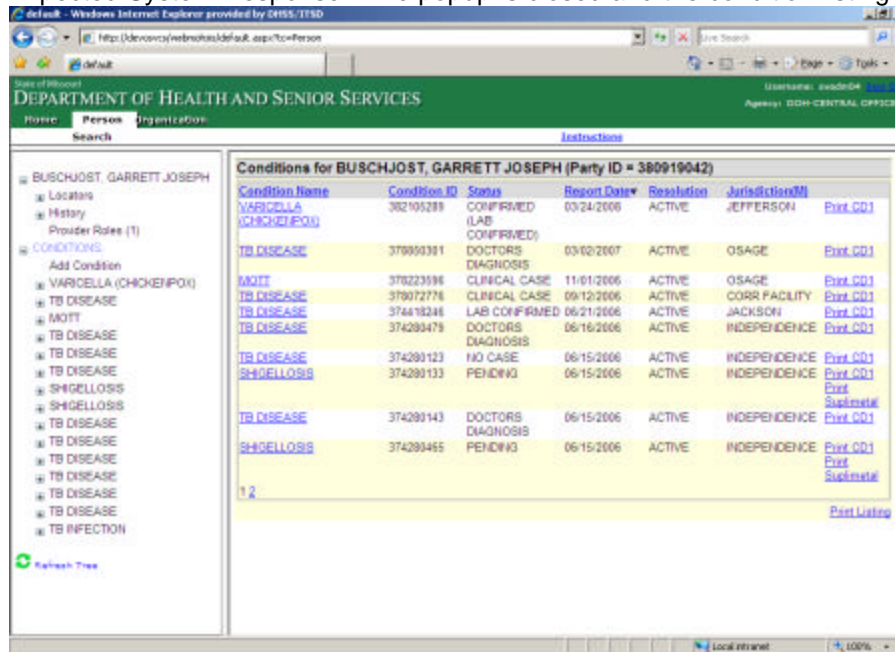 default - Windows Internet Explorer provided by DHSS/ITSD
Live Search
default
Page Tools
State of Missouri
DEPARTMENT OF HEALTH AND SENIOR SERVICES
Username:
Agency: DOH-CENTRAL OFFICE
Home Person Organization
Search Instructions
BUSCHJOST, GARRETT JOSEPH
Locators
History
Provider Roles (1)
CONDITIONS
Add Condition
VARICELLA (CHICKENPOX)
TB DISEASE
MOTT
TB DISEASE
TB DISEASE
TB DISEASE
SHIGELLOSIS
SHIGELLOSIS
TB DISEASE
TB DISEASE
TB DISEASE
TB DISEASE
TB DISEASE
TB DISEASE
TB INFECTION
Refresh Tree
Conditions for BUSCHJOST, GARRETT JOSEPH (Party ID = 380919042)
Condition Name Condition ID Status Report Date Resolution Jurisdiction(M)
VARICELLA (CHICKENPOX) 382105289 CONFIRMED (LAB CONFIRMED) 03/24/2008 ACTIVE JEFFERSON Print CD1
TB DISEASE 378850301 DOCTORS DIAGNOSIS 03/02/2007 ACTIVE OSAGE Print CD1
MOTT 378223596 CLINICAL CASE 11/01/2006 ACTIVE OSAGE Print CD1
TB DISEASE 378072776 CLINICAL CASE 09/12/2006 ACTIVE CORR FACILITY Print CD1
TB DISEASE 374418246 LAB CONFIRMED 06/21/2006 ACTIVE JACKSON Print CD1
TB DISEASE 374280479 DOCTORS DIAGNOSIS 06/16/2006 ACTIVE INDEPENDENCE Print CD1
TB DISEASE 374280123 NO CASE 06/15/2006 ACTIVE INDEPENDENCE Print CD1
SHIGELLOSIS 374280133 PENDING 06/15/2006 ACTIVE INDEPENDENCE Print CD1 Print Suplimetal
TB DISEASE 374280143 DOCTORS DIAGNOSIS 06/15/2006 ACTIVE INDEPENDENCE Print CD1
SHIGELLOSIS 374280465 PENDING 06/15/2006 ACTIVE INDEPENDENCE Print CD1 Print Suplimetal
1 2
Print Listing
Local intranet 100%